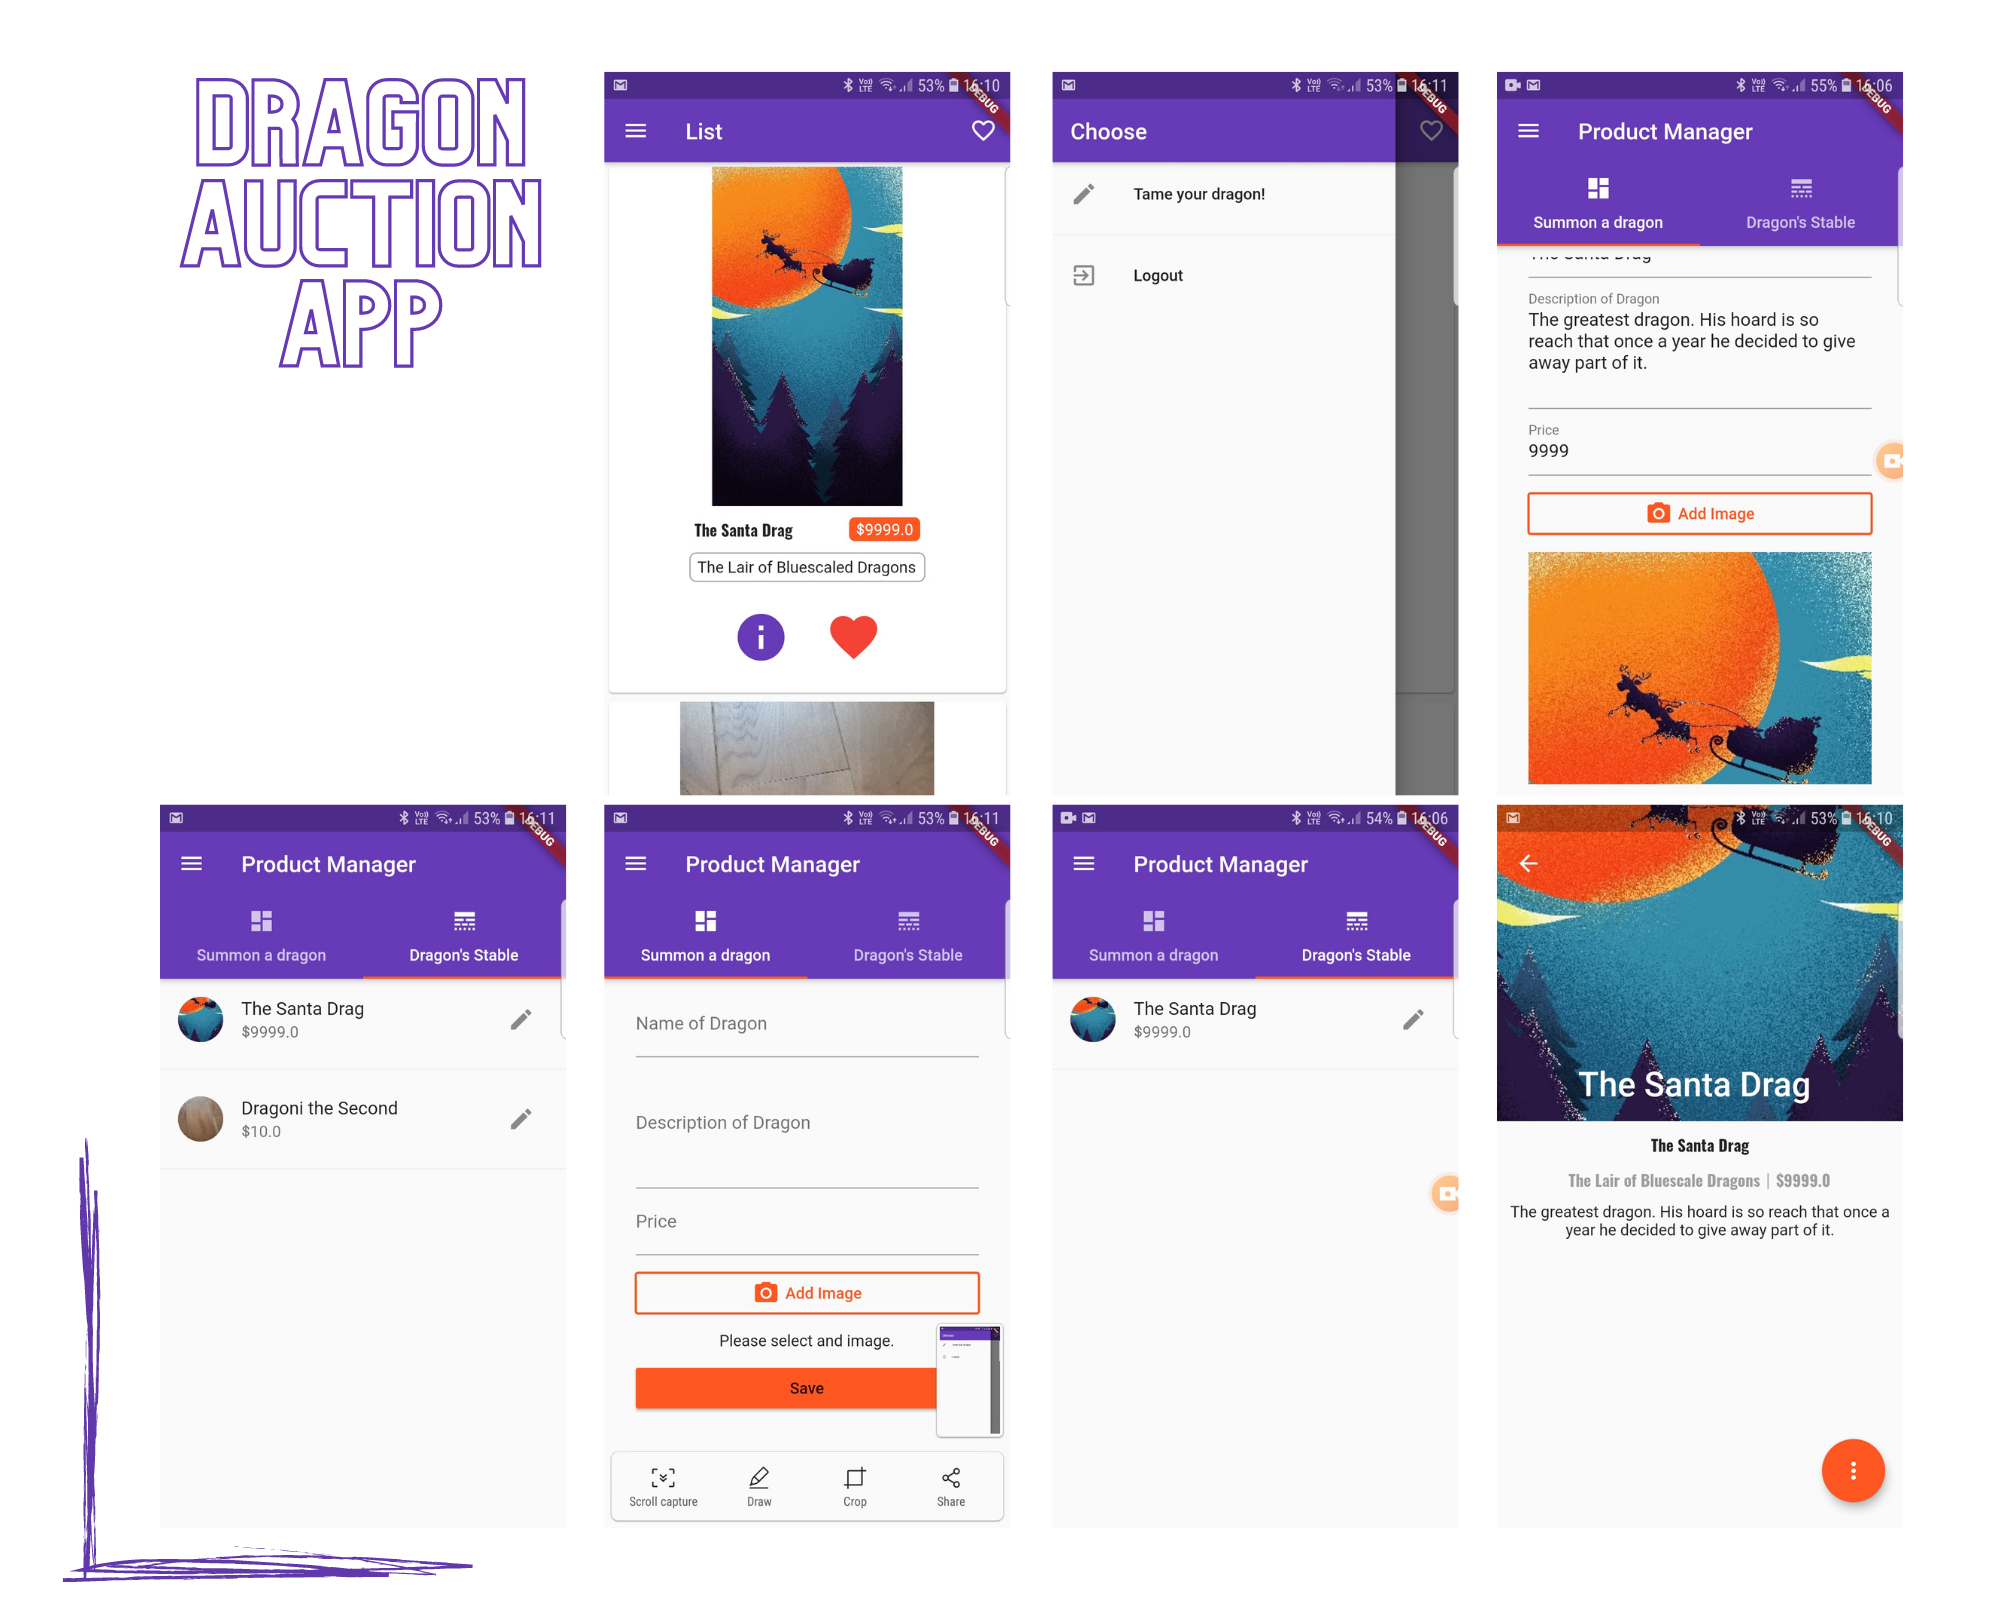 DRAGON
AUCTION
APP
53% 16:10
DEBUG
List
The Santa Drag $9999.0
The Lair of Bluescaled Dragons
53% 16:11
DEBUG
Choose
Tame your dragon!
Logout
55% 16:06
DEBUG
Product Manager
Summon a dragon Dragon's Stable
The Santa Drag
Description of Dragon
The greatest dragon. His hoard is so
reach that once a year he decided to give
away part of it.
Price
9999
Add Image
53% 16:11
DEBUG
Product Manager
Summon a dragon Dragon's Stable
The Santa Drag
$9999.0
Dragoni the Second
$10.0
53% 16:11
DEBUG
Product Manager
Summon a dragon Dragon's Stable
Name of Dragon
Description of Dragon
Price
Add Image
Please select and image.
Save
Scroll capture Draw Crop Share
54% 16:06
DEBUG
Product Manager
Summon a dragon Dragon's Stable
The Santa Drag
$9999.0
53% 16:10
DEBUG
The Santa Drag
The Santa Drag
The Lair of Bluescale Dragons | $9999.0
The greatest dragon. His hoard is so reach that once a
year he decided to give away part of it.